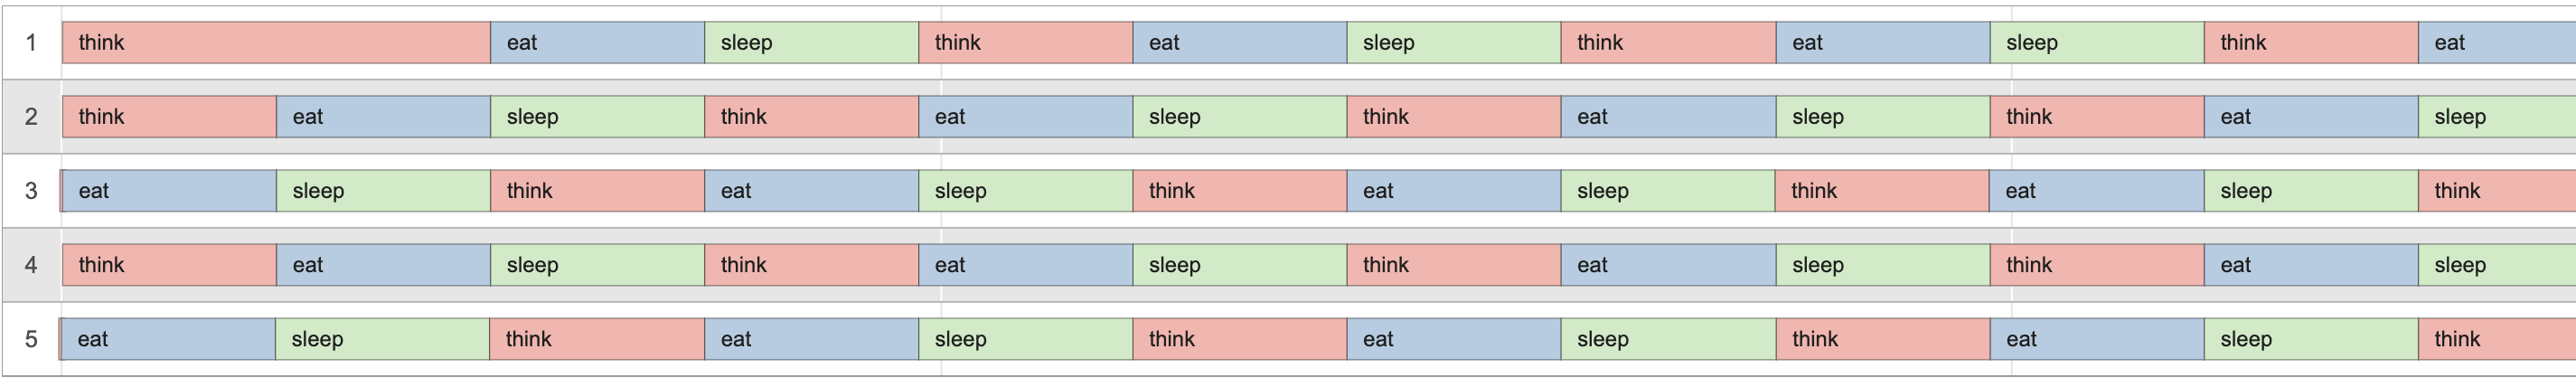 1 think eat sleep think eat sleep think eat sleep think eat
2 think eat sleep think eat sleep think eat sleep think eat sleep
3 eat sleep think eat sleep think eat sleep think eat sleep think
4 think eat sleep think eat sleep think eat sleep think eat sleep
5 eat sleep think eat sleep think eat sleep think eat sleep think